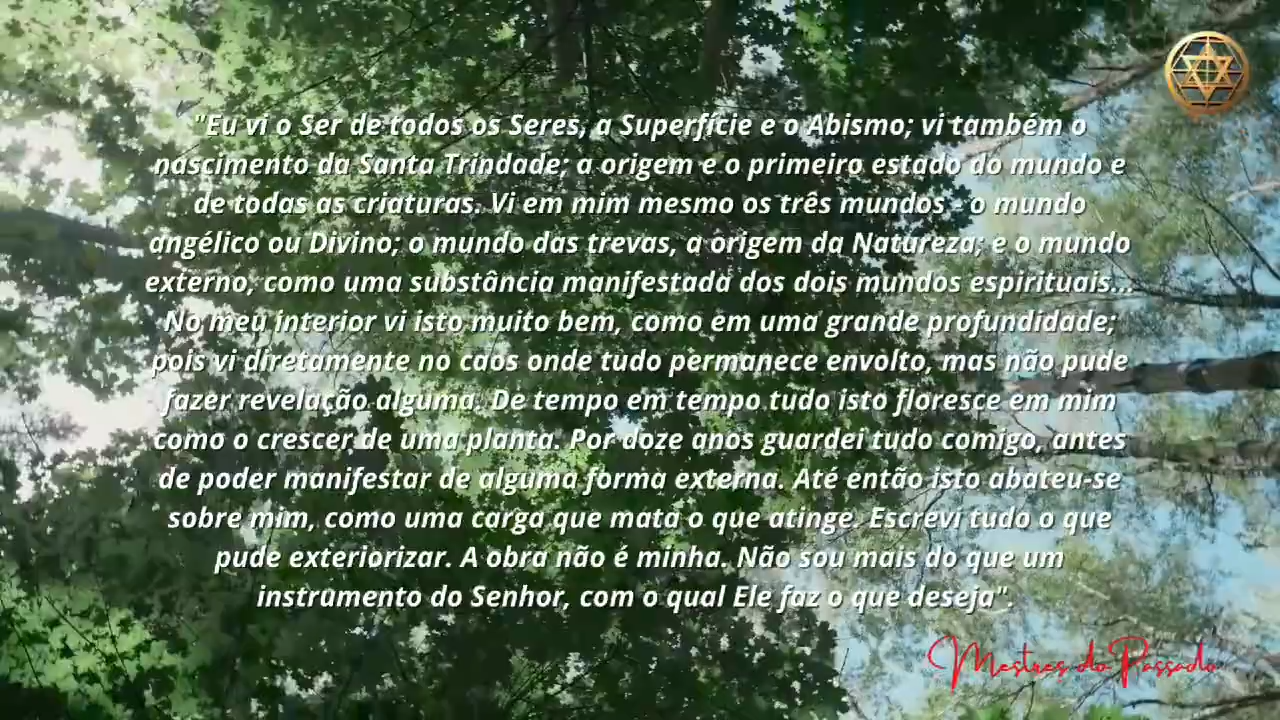 "Eu vi o Ser de todos os Seres, a Superfície e o Abismo; vi também o
nascimento da Santa Trindade; a origem e o primeiro estado do mundo e
de todas as criaturas. Vi em mim mesmo os três mundos - o mundo
angélico ou Divino; o mundo das trevas, a origem da Natureza; e o mundo
externo; como uma substância manifestada dos dois mundos espirituais...
No meu interior vi isto muito bem, como em uma grande profundidade;
pois vi diretamente no caos onde tudo permanece envolto, mas não pude
fazer revelação alguma. De tempo em tempo tudo isto floresce em mim
como o crescer de uma planta. Por doze anos guardei tudo comigo, antes
de poder manifestar de alguma forma externa. Até então isto abateu-se
sobre mim, como uma carga que mata o que atinge. Escrevi tudo o que
pude exteriorizar. A obra não é minha. Não sou mais do que um
instrumento do Senhor, com o qual Ele faz o que deseja".
Mestres do Passado